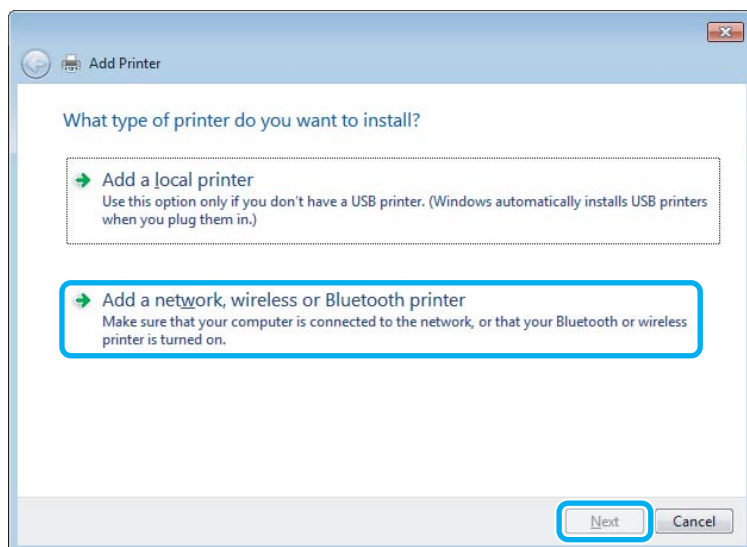 Add Printer
What type of printer do you want to install?
Add a local printer
Use this option only if you don't have a USB printer. (Windows automatically installs USB printers
when you plug them in.)
Add a network, wireless or Bluetooth printer
Make sure that your computer is connected to the network, or that your Bluetooth or wireless
printer is turned on.
Next Cancel